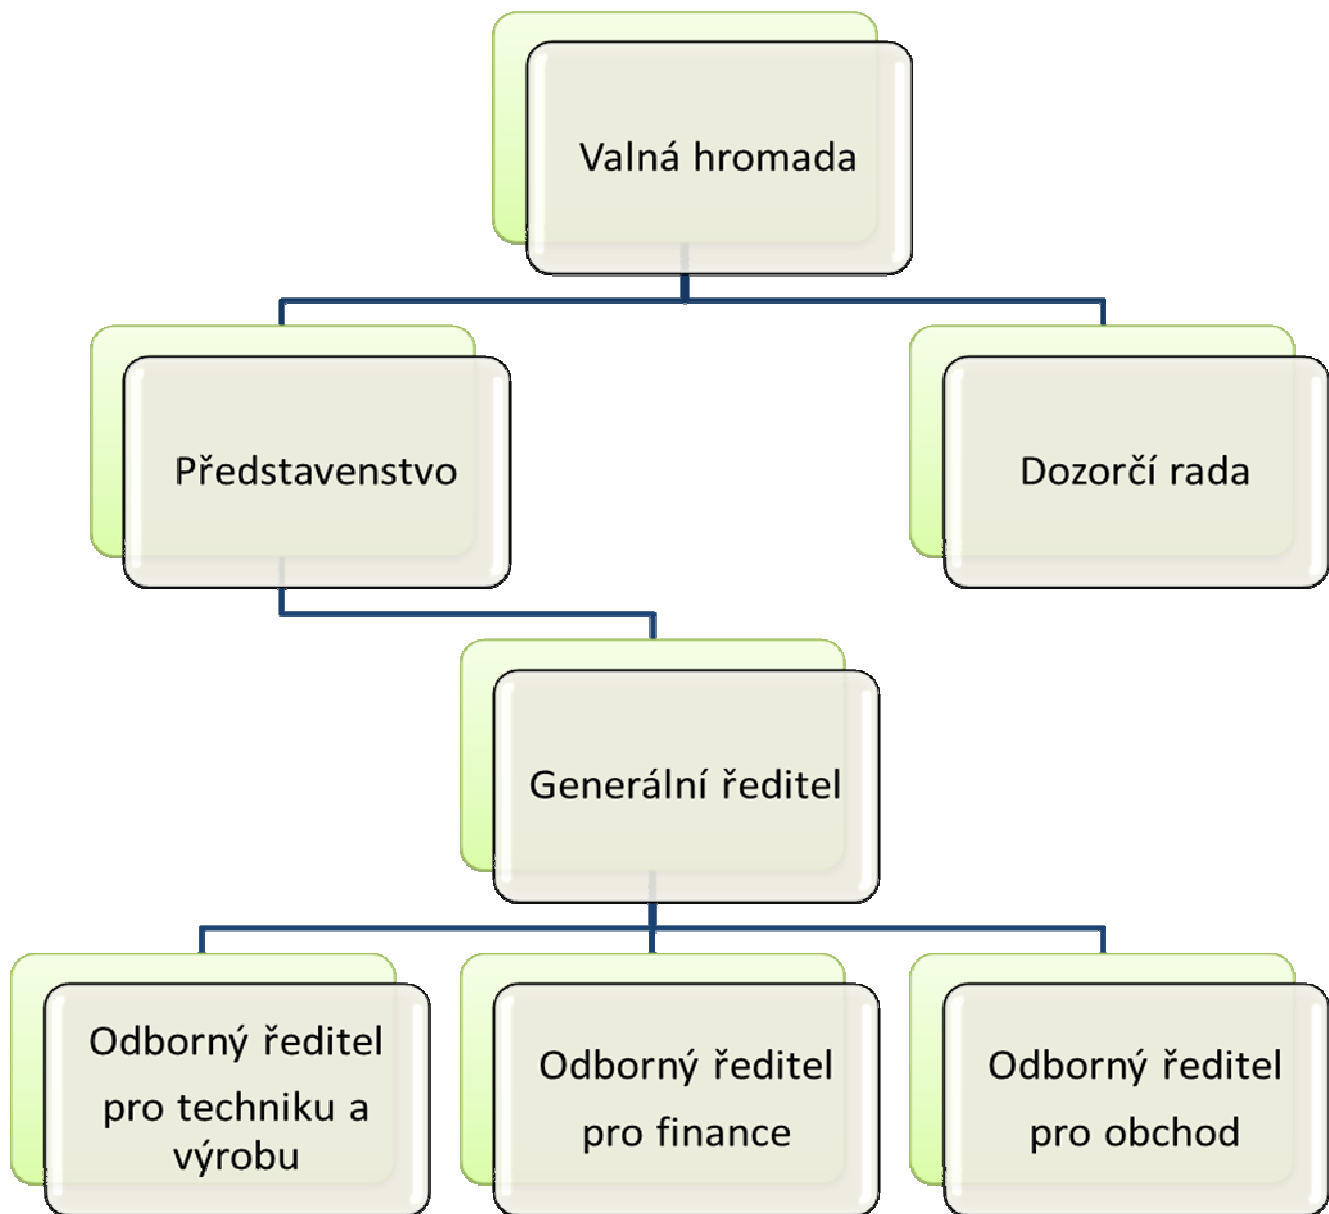 Valná hromada
Představenstvo
Dozorčí rada
Generální ředitel
Odborný ředitel
pro techniku a
výrobu
Odborný ředitel
pro finance
Odborný ředitel
pro obchod